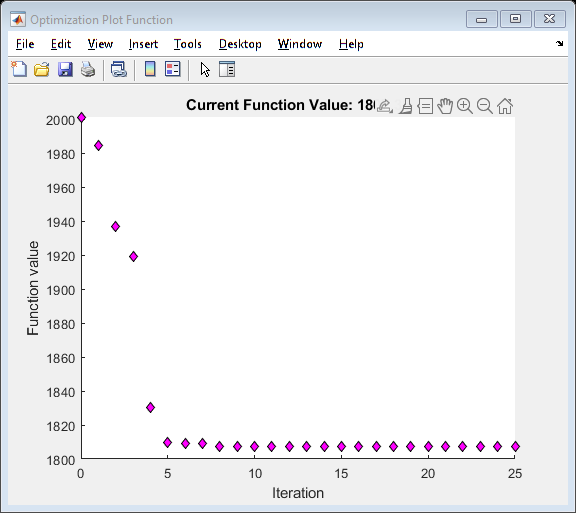 Optimization Plot Function
File Edit View Insert Tools Desktop Window Help
Current Function Value: 18
2000
1980
1960
1940
1920
1900
1880
1860
1840
1820
1800
Function value
0 5 10 15 20 25
Iteration